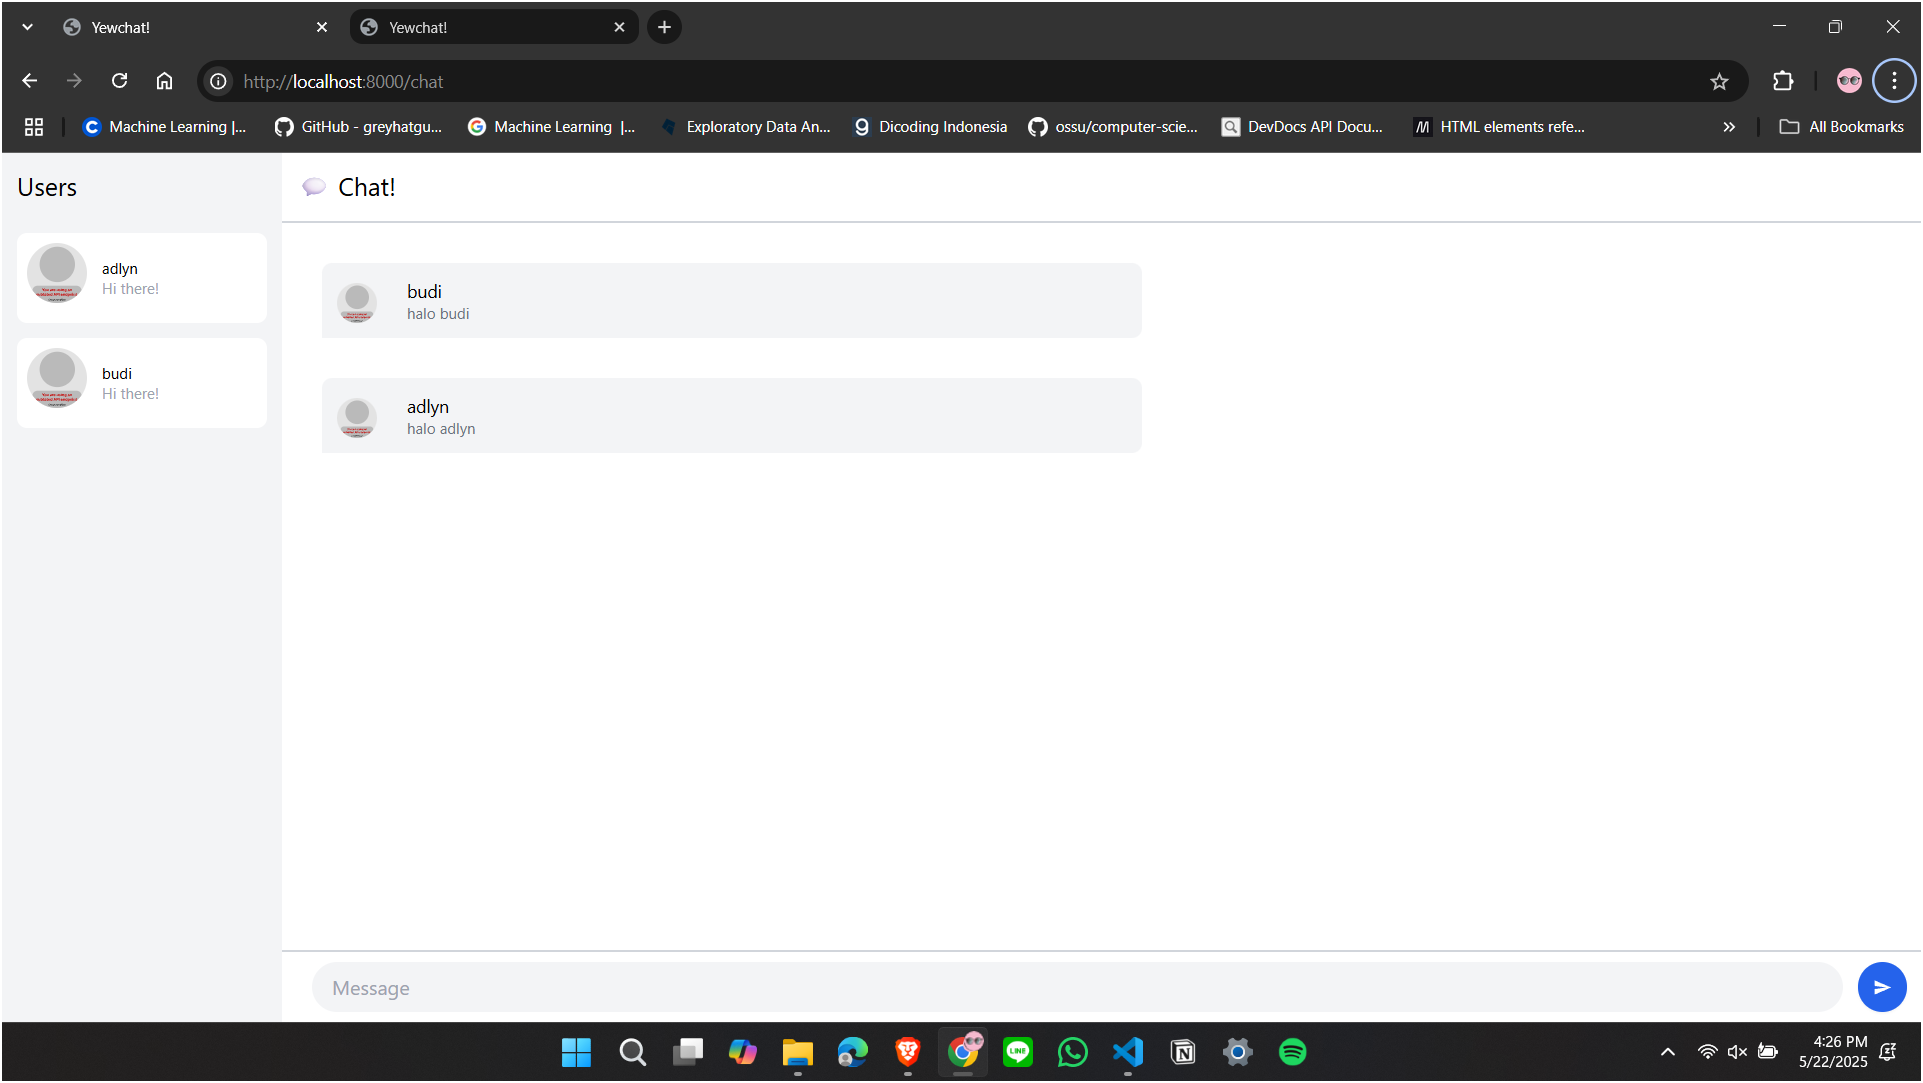 Yewchat!
Yewchat!
http://localhost:8000/chat
Machine Learning |...
GitHub - greyhatgu...
Machine Learning |...
Exploratory Data An...
Dicoding Indonesia
ossu/computer-scie...
DevDocs API Docu...
HTML elements refe...
All Bookmarks
Users
Chat!
adlyn
Hi there!
budi
Hi there!
budi
halo budi
adlyn
halo adlyn
Message
4:26 PM
5/22/2025